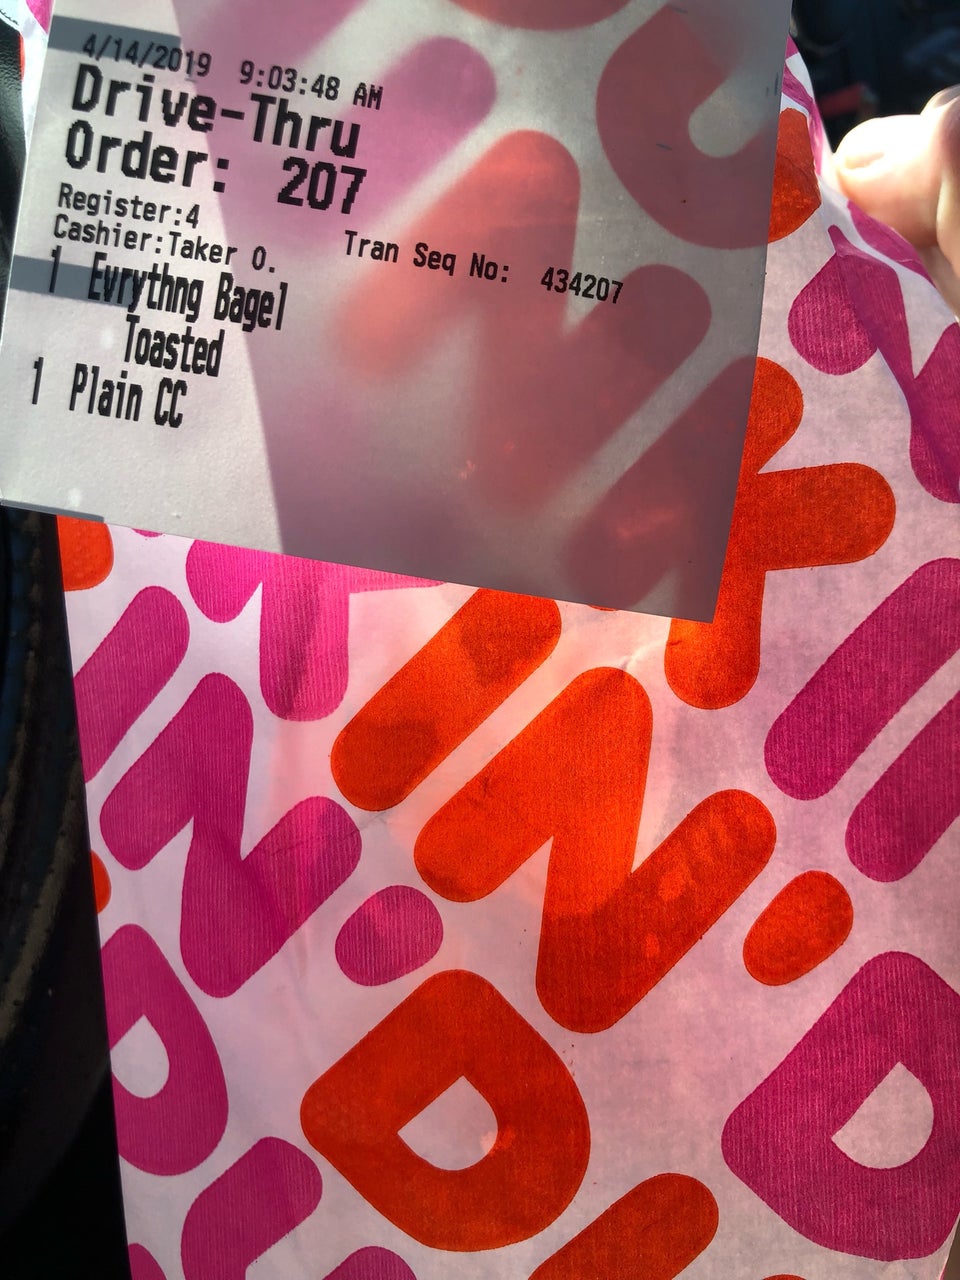 4/14/2019 9:03:48 AM
Drive-Thru
Order: 207
Register:4
Cashier:Taker O.
Tran Seq No: 434207
1 Evrythng Bagel
Toasted
1 Plain CC